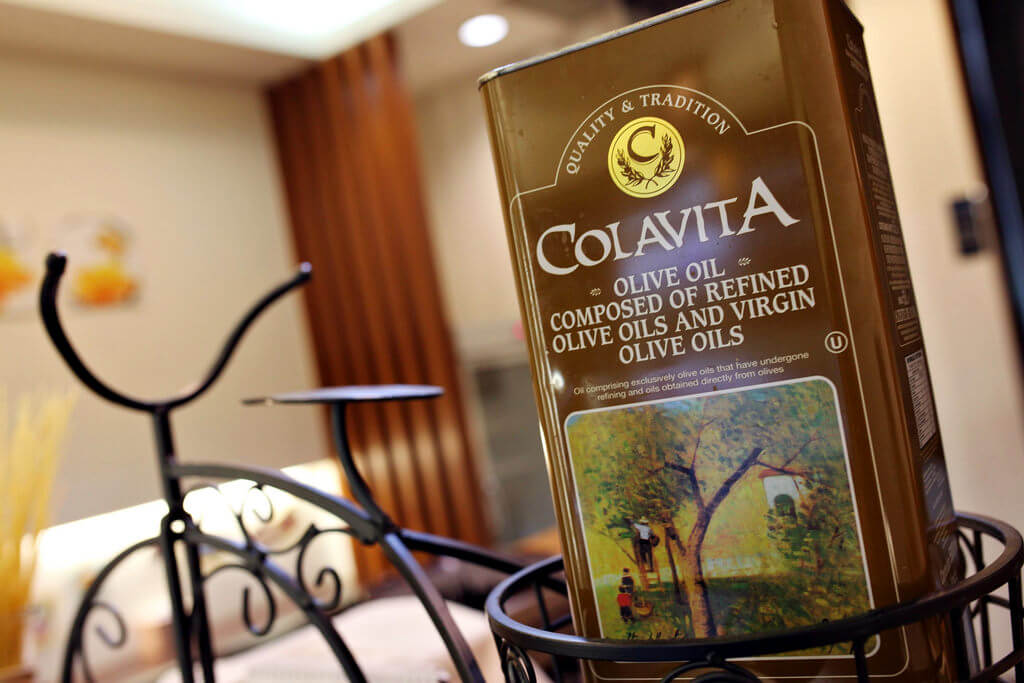 QUALITY & TRADITION
C
COLAVITA
OLIVE OIL
COMPOSED OF REFINED
OLIVE OILS AND VIRGIN
OLIVE OILS
U
Oil comprising exclusively olive oils that have undergone
refining and oils obtained directly from olives